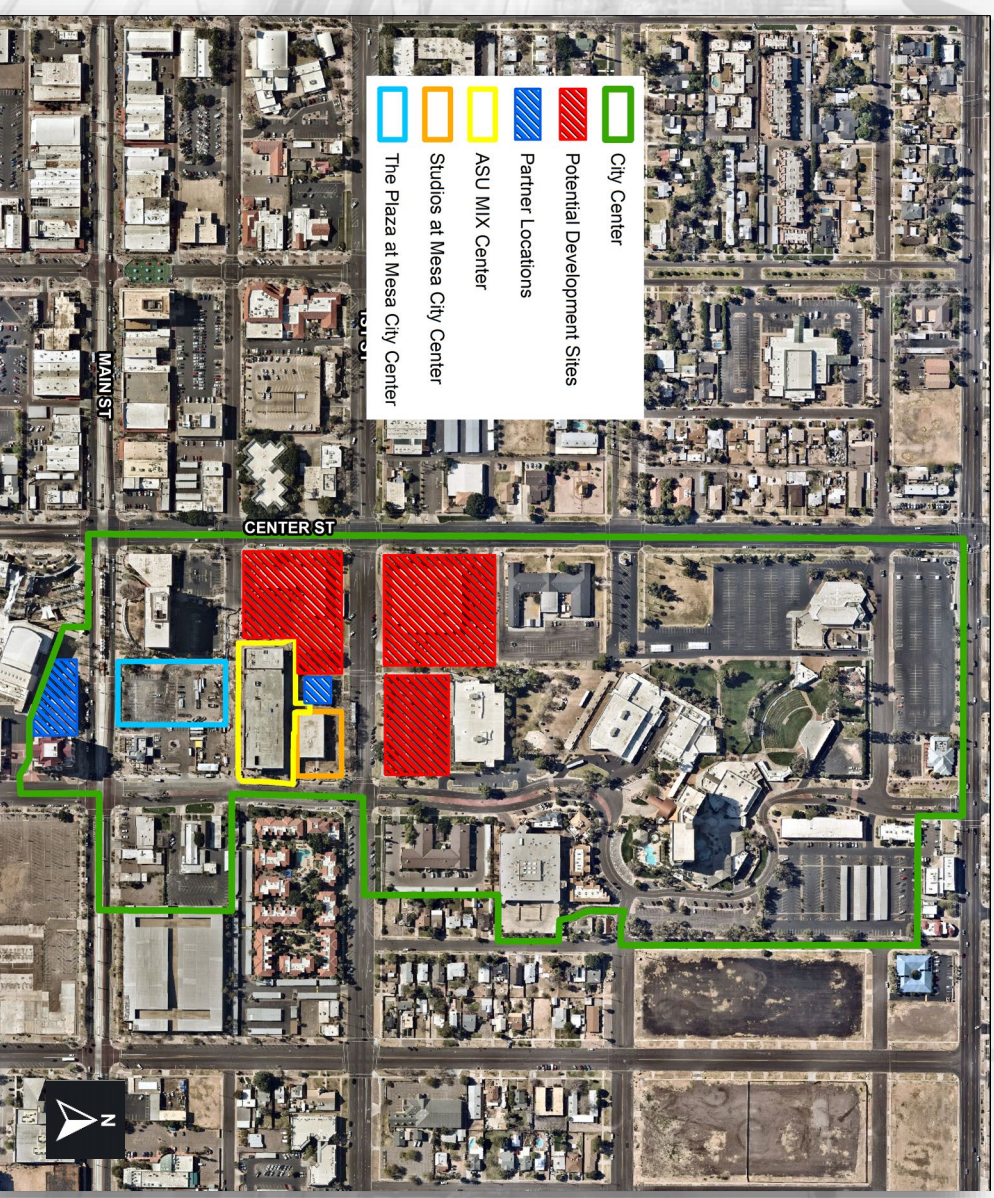 City Center
Potential Development Sites
Partner Locations
ASU MIX Center
Studios at Mesa City Center
The Plaza at Mesa City Center
MAIN ST
CENTER ST
N